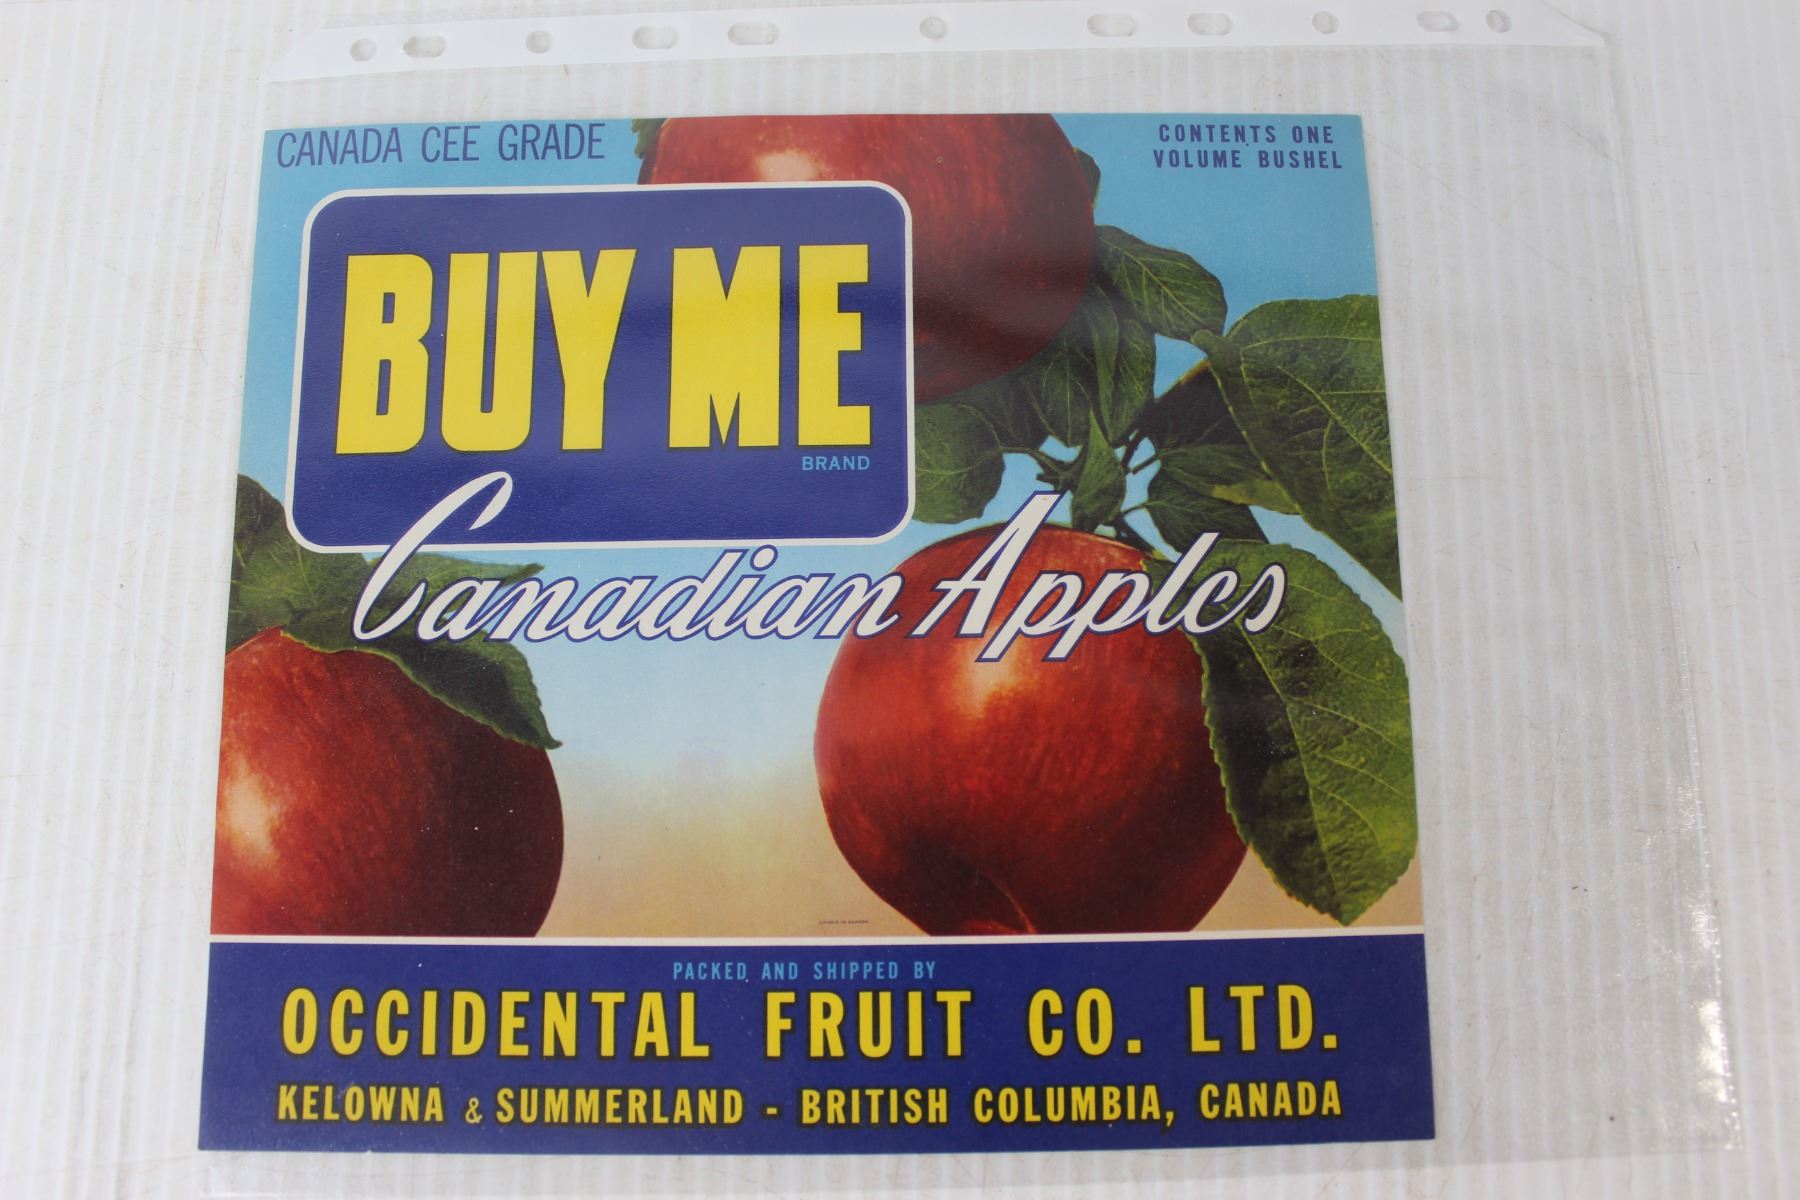 CANADA CEE GRADE
CONTENTS ONE
VOLUME BUSHEL
BUY ME
BRAND
Canadian Apples
PACKED AND SHIPPED BY
OCCIDENTAL FRUIT CO. LTD.
KELOWNA & SUMMERLAND - BRITISH COLUMBIA, CANADA